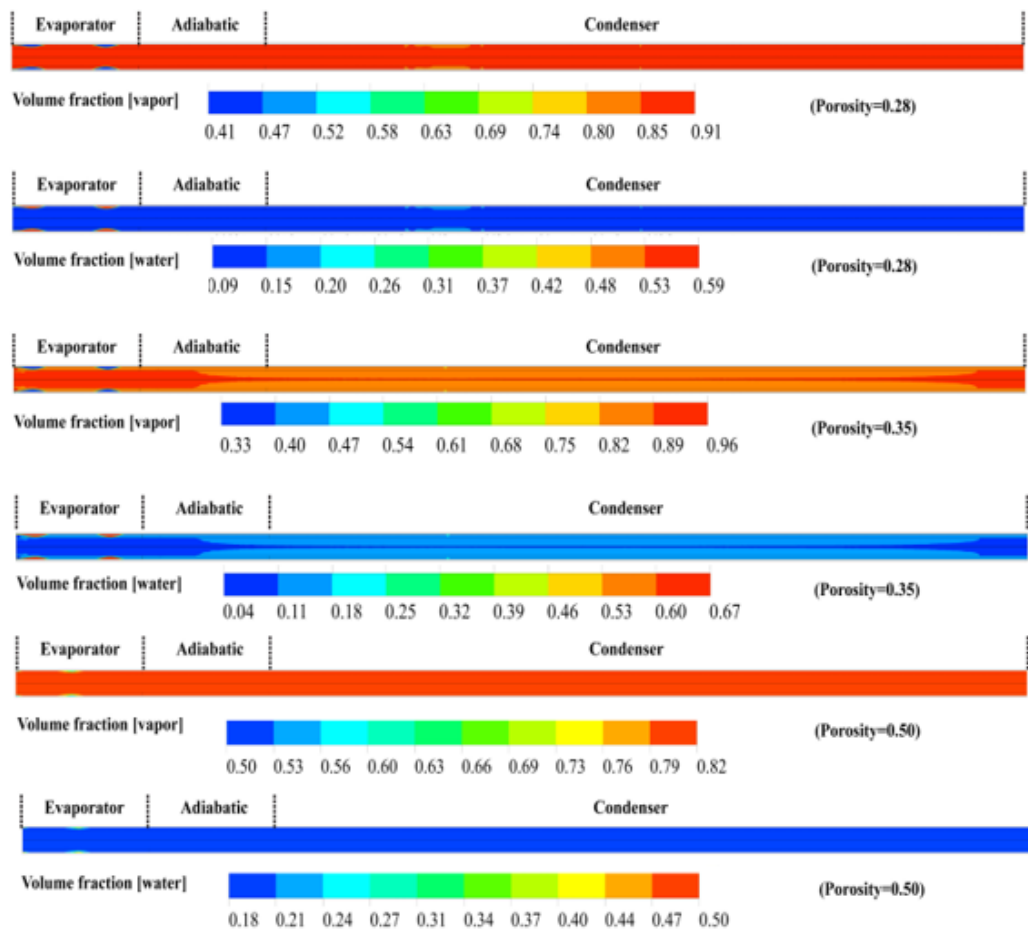 Evaporator Adiabatic Condenser
Volume fraction [vapor] (Porosity=0.28)
0.41 0.47 0.52 0.58 0.63 0.69 0.74 0.80 0.85 0.91
Evaporator Adiabatic Condenser
Volume fraction [water] (Porosity=0.28)
0.09 0.15 0.20 0.26 0.31 0.37 0.42 0.48 0.53 0.59
Evaporator Adiabatic Condenser
Volume fraction [vapor] (Porosity=0.35)
0.33 0.40 0.47 0.54 0.61 0.68 0.75 0.82 0.89 0.96
Evaporator Adiabatic Condenser
Volume fraction [water] (Porosity=0.35)
0.04 0.11 0.18 0.25 0.32 0.39 0.46 0.53 0.60 0.67
Evaporator Adiabatic Condenser
Volume fraction [vapor] (Porosity=0.50)
0.50 0.53 0.56 0.60 0.63 0.66 0.69 0.73 0.76 0.79 0.82
Evaporator Adiabatic Condenser
Volume fraction [water] (Porosity=0.50)
0.18 0.21 0.24 0.27 0.31 0.34 0.37 0.40 0.44 0.47 0.50